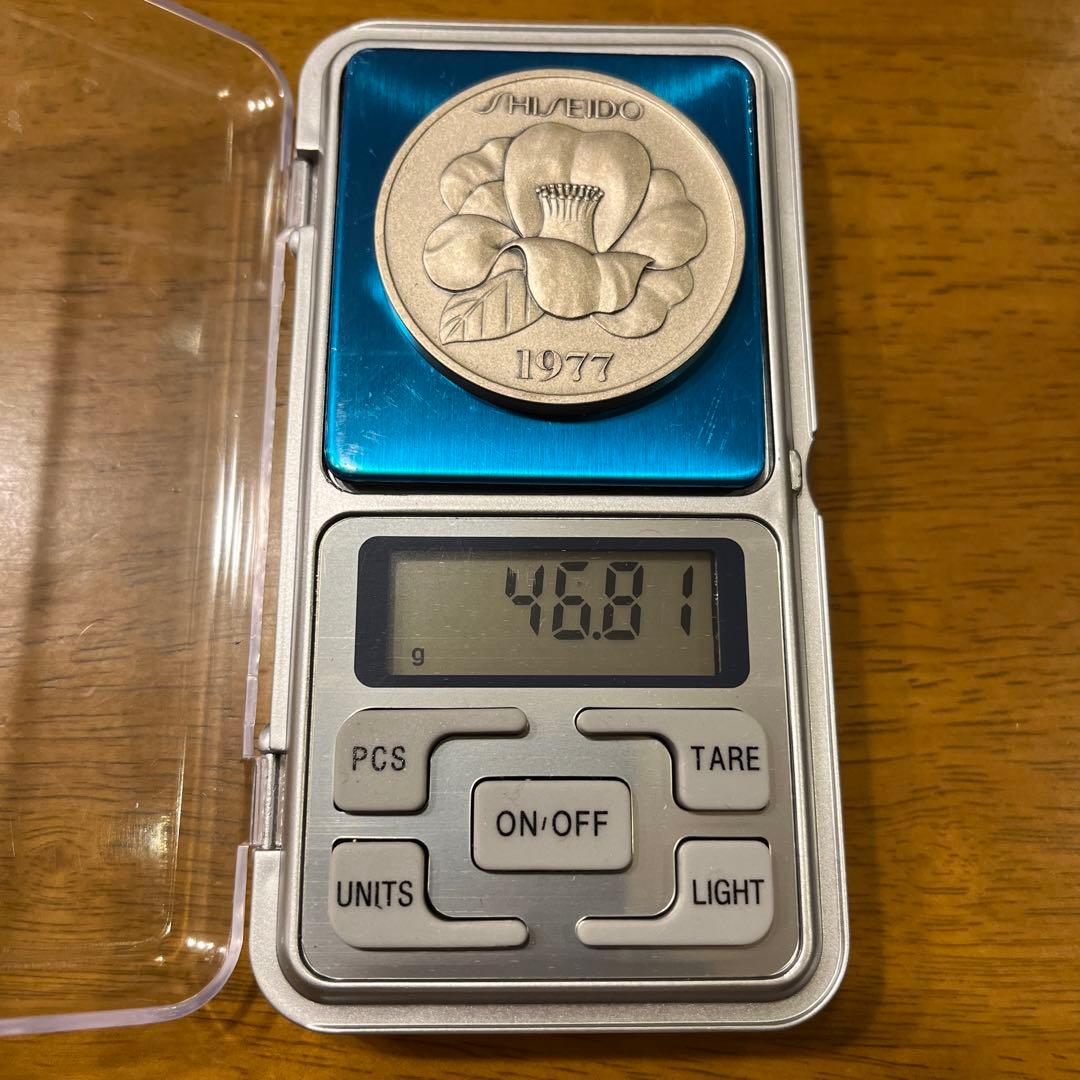 SHISEIDO
1977
46.81
g
PCS
TARE
ON/OFF
UNITS
LIGHT